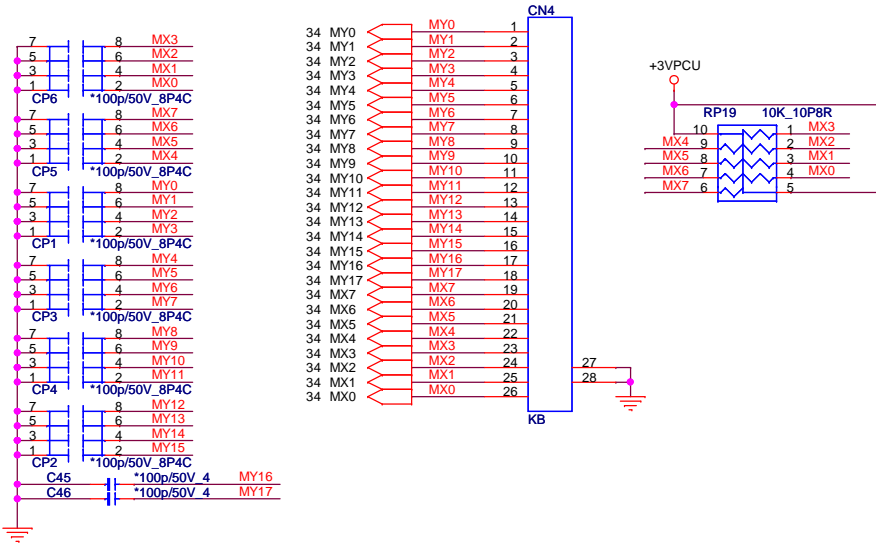 7 8 MX3
5 6 MX2
3 4 MX1
1 2 MX0
CP6 *100p/50V_8P4C
7 8 MX7
5 6 MX6
3 4 MX5
1 2 MX4
CP5 *100p/50V_8P4C
7 8 MY0
5 6 MY1
3 4 MY2
1 2 MY3
CP1 *100p/50V_8P4C
7 8 MY4
5 6 MY5
3 4 MY6
1 2 MY7
CP3 *100p/50V_8P4C
7 8 MY8
5 6 MY9
3 4 MY10
1 2 MY11
CP4 *100p/50V_8P4C
7 8 MY12
5 6 MY13
3 4 MY14
1 2 MY15
CP2 *100p/50V_8P4C
C45 *100p/50V_4 MY16
C46 *100p/50V_4 MY17
CN4
34 MY0 MY0 1
34 MY1 MY1 2
34 MY2 MY2 3
34 MY3 MY3 4
34 MY4 MY4 5
34 MY5 MY5 6
34 MY6 MY6 7
34 MY7 MY7 8
34 MY8 MY8 9
34 MY9 MY9 10
34 MY10 MY10 11
34 MY11 MY11 12
34 MY12 MY12 13
34 MY13 MY13 14
34 MY14 MY14 15
34 MY15 MY15 16
34 MY16 MY16 17
34 MY17 MY17 18
34 MX7 MX7 19
34 MX6 MX6 20
34 MX5 MX5 21
34 MX4 MX4 22
34 MX3 MX3 23
34 MX2 MX2 24 27
34 MX1 MX1 25 28
34 MX0 MX0 26
KB
+3VPCU
RP19 10K_10P8R
10 1 MX3
MX4 9 2 MX2
MX5 8 3 MX1
MX6 7 4 MX0
MX7 6 5